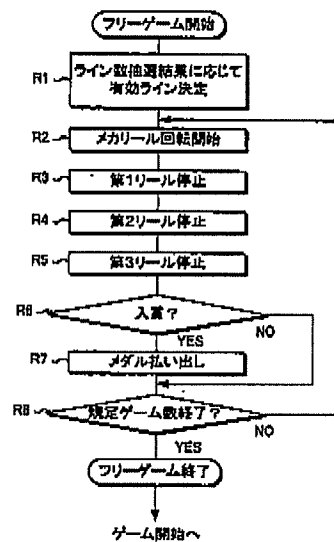 フリーゲーム開始
R1
ライン数抽選結果に応じて
有効ライン決定
R2
メカリール回転開始
R3
第1リール停止
R4
第2リール停止
R5
第3リール停止
R6
入賞?
YES
NO
R7
メダル払い出し
R8
規定ゲーム数終了?
YES
NO
フリーゲーム終了
ゲーム開始へ